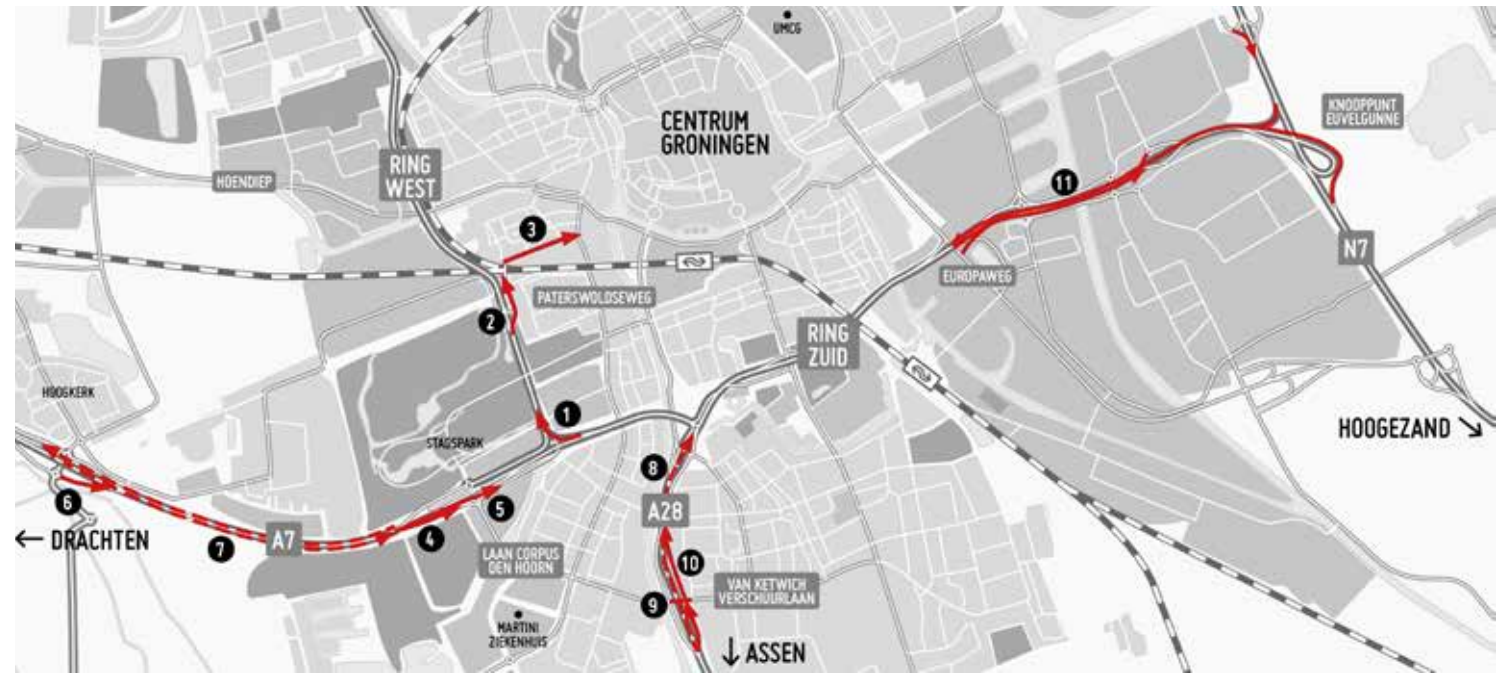 UMCG
KNOOPPUNT
EUVELGUNNE
CENTRUM
GRONINGEN
RING
WEST
HOENDIEP
11
3
N7
EUROPAWEG
PATERSWOLDSEWEG
2
RING
ZUID
HOOGKERK
1
HOOGEZAND ↘
STADSPARK
8
6
5
A28
← DRACHTEN
7
A7
4
LAAN CORPUS
DEN HOORN
10
VAN KETWICH
VERSCHUURLAAN
9
MARTINI
ZIEKENHUIS
↓ ASSEN